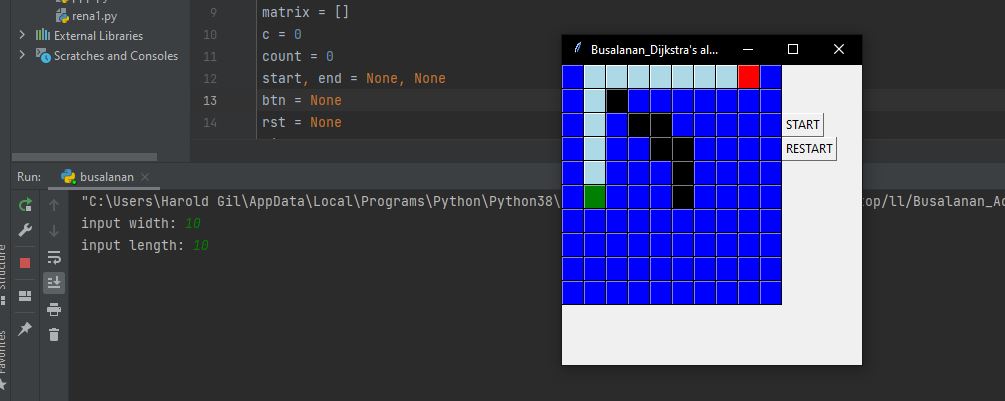 rena1.py
External Libraries
Scratches and Consoles
9 matrix = []
10 c = 0
11 count = 0
12 start, end = None, None
13 btn = None
14 rst = None
Busalanan_Dijkstra's al...
START
RESTART
Run: busalanan
"C:\Users\Harold Gil\AppData\Local\Programs\Python\Python38\
top/ll/Busalanan_Ac
input width: 10
input length: 10
Structure
Favorites